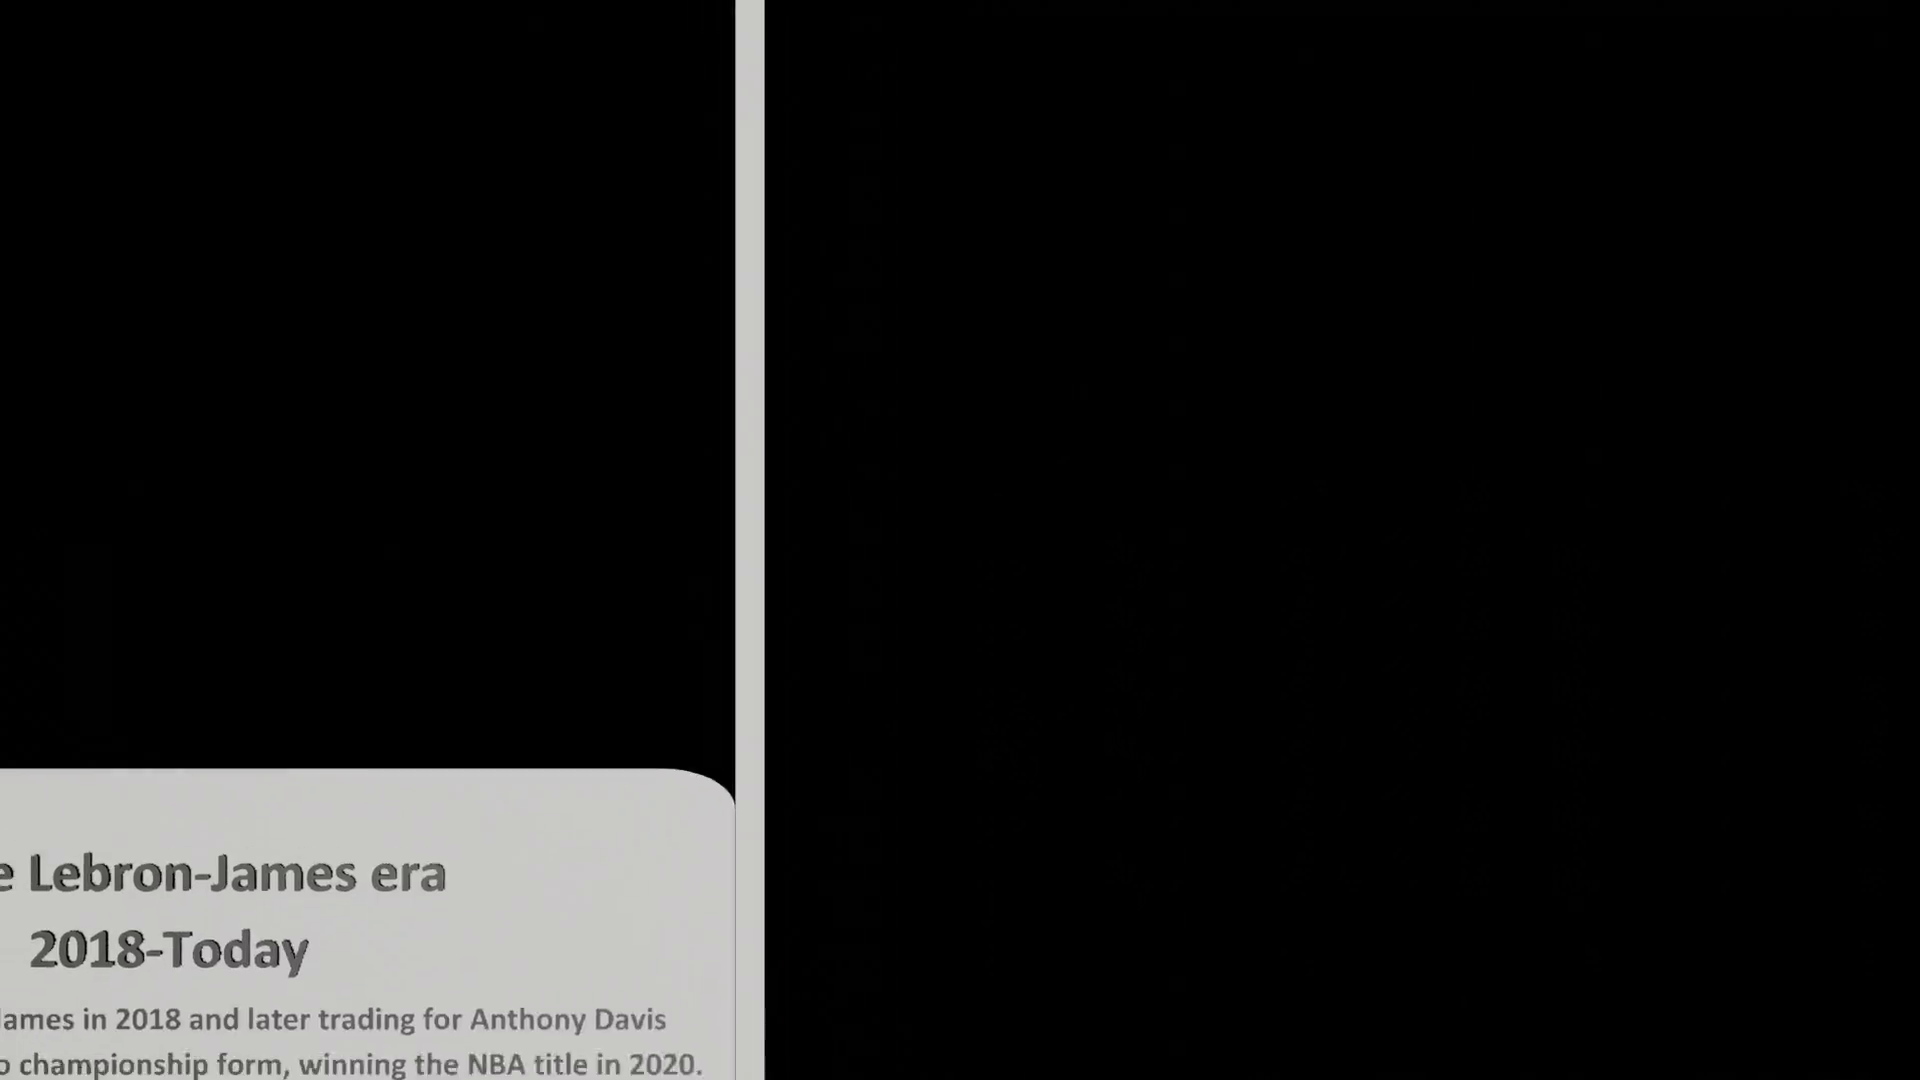 Lebron-James era
2018-Today
James in 2018 and later trading for Anthony Davis
championship form, winning the NBA title in 2020.